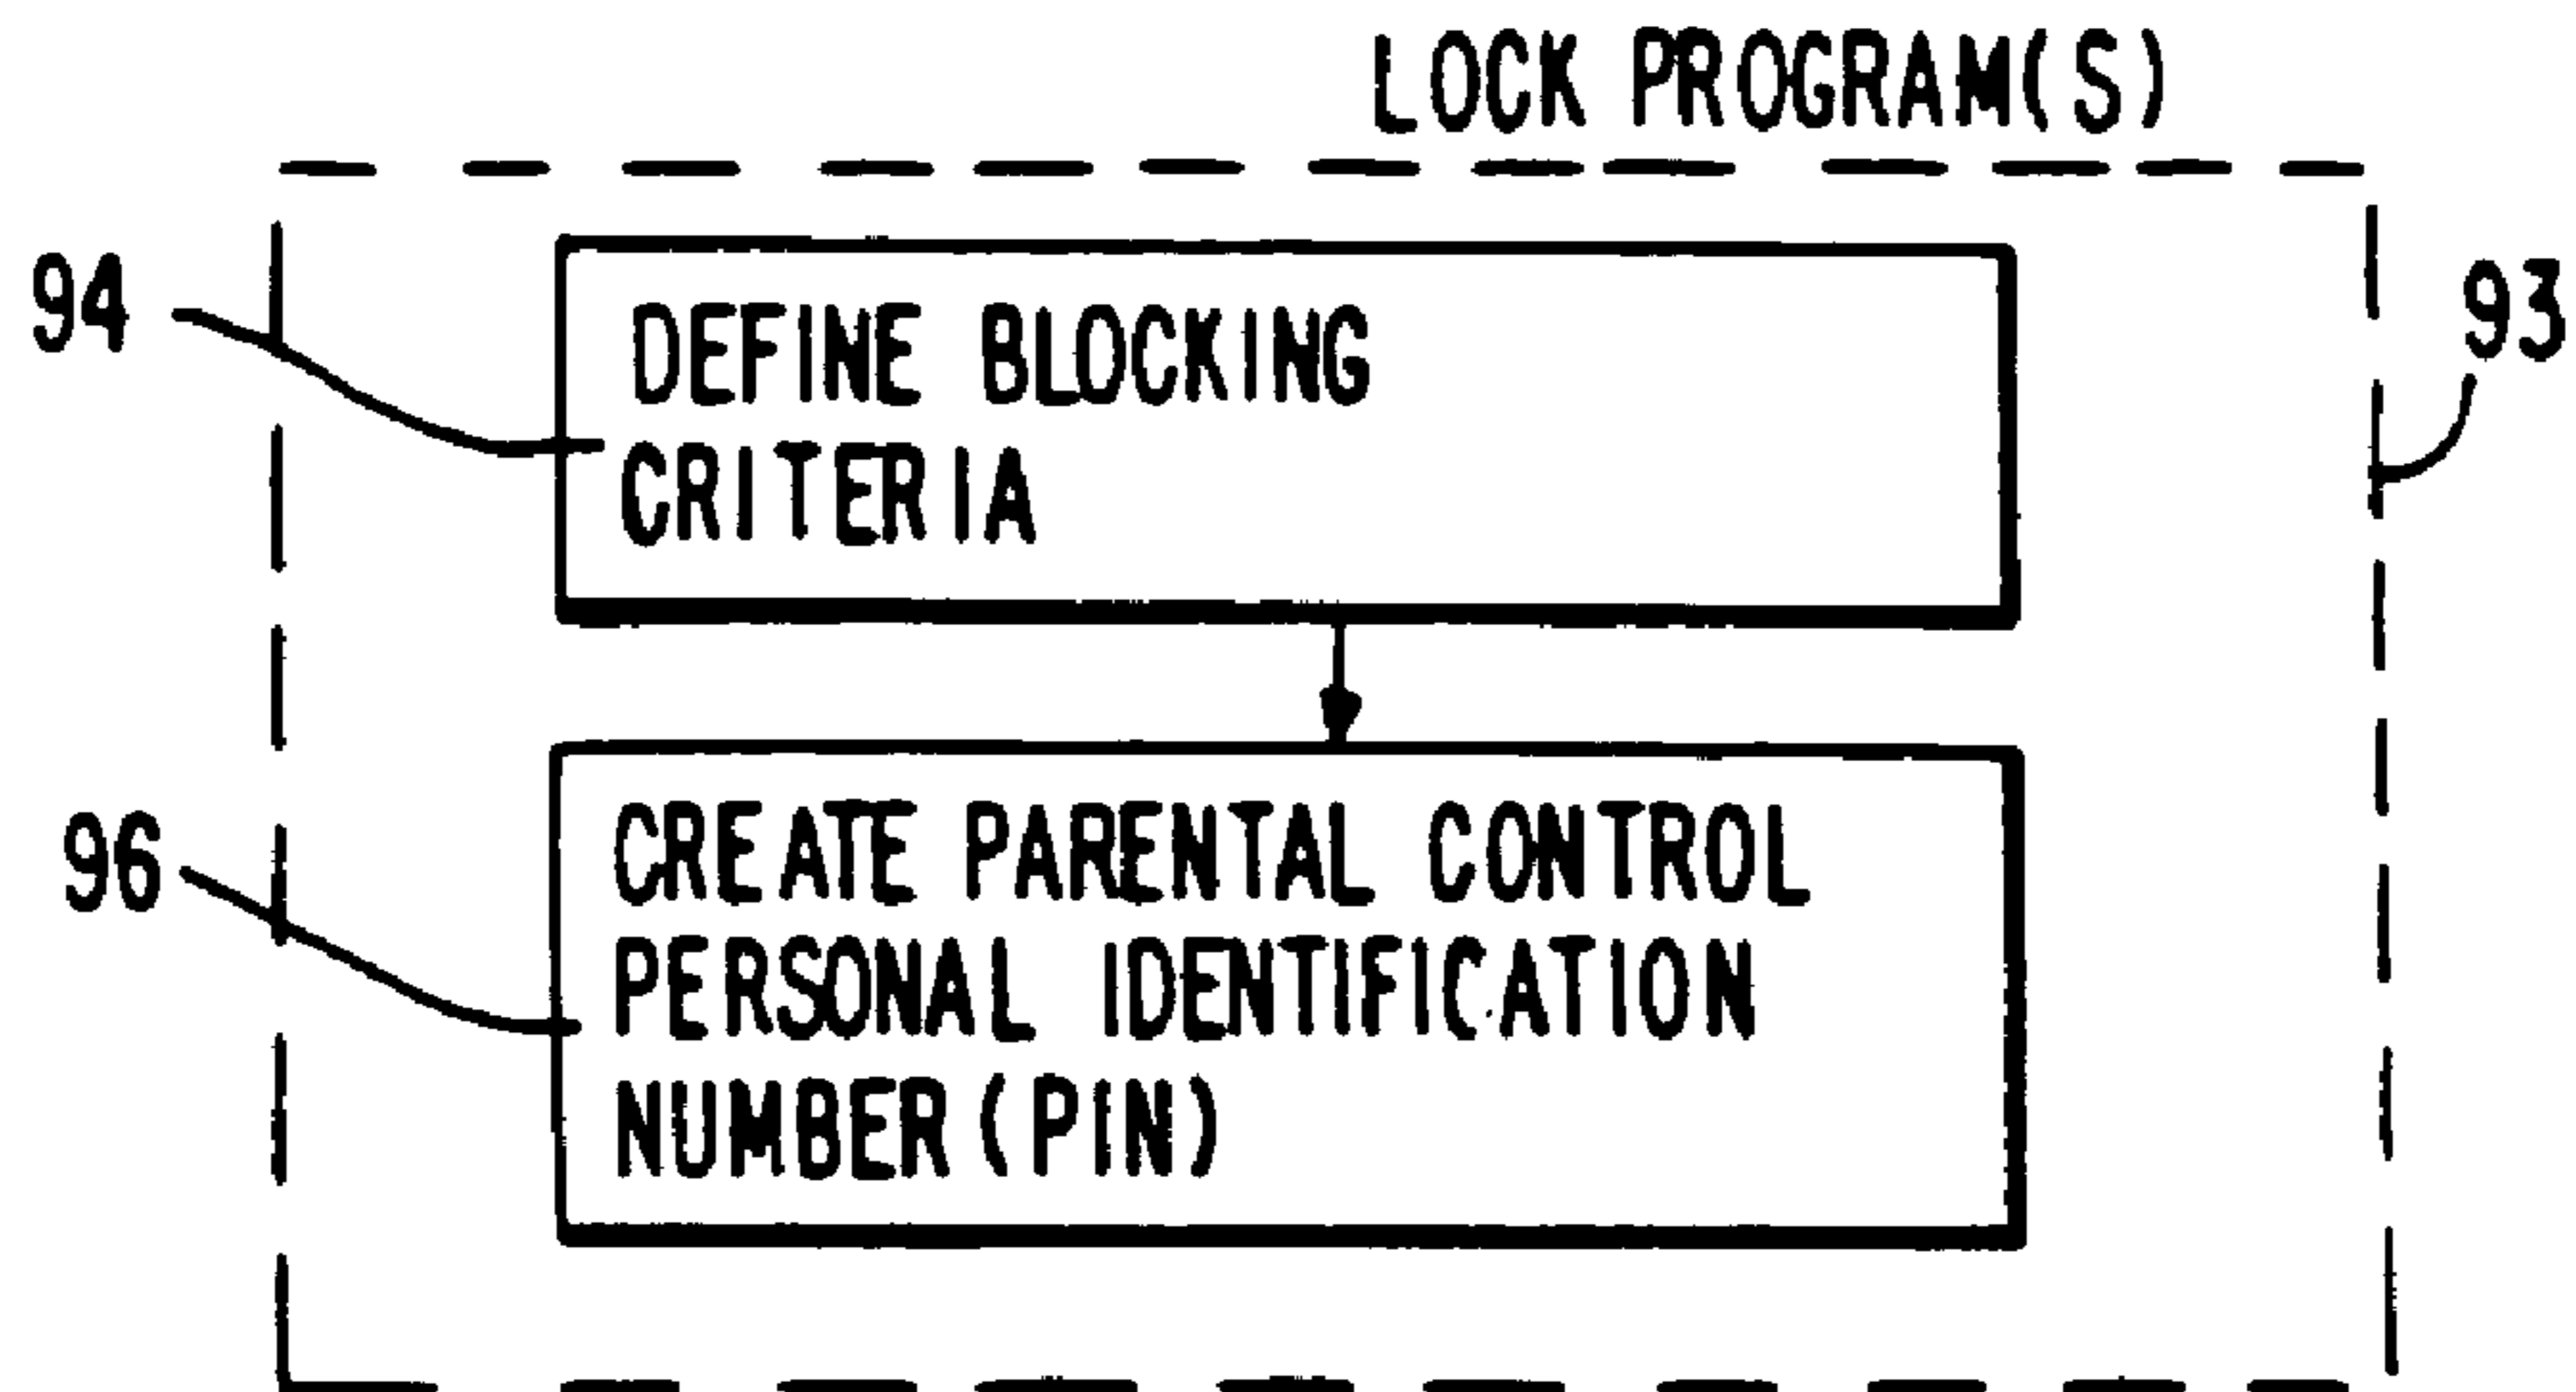 LOCK PROGRAM(S)
94
93
DEFINE BLOCKING
CRITERIA
96
CREATE PARENTAL CONTROL
PERSONAL IDENTIFICATION
NUMBER (PIN)